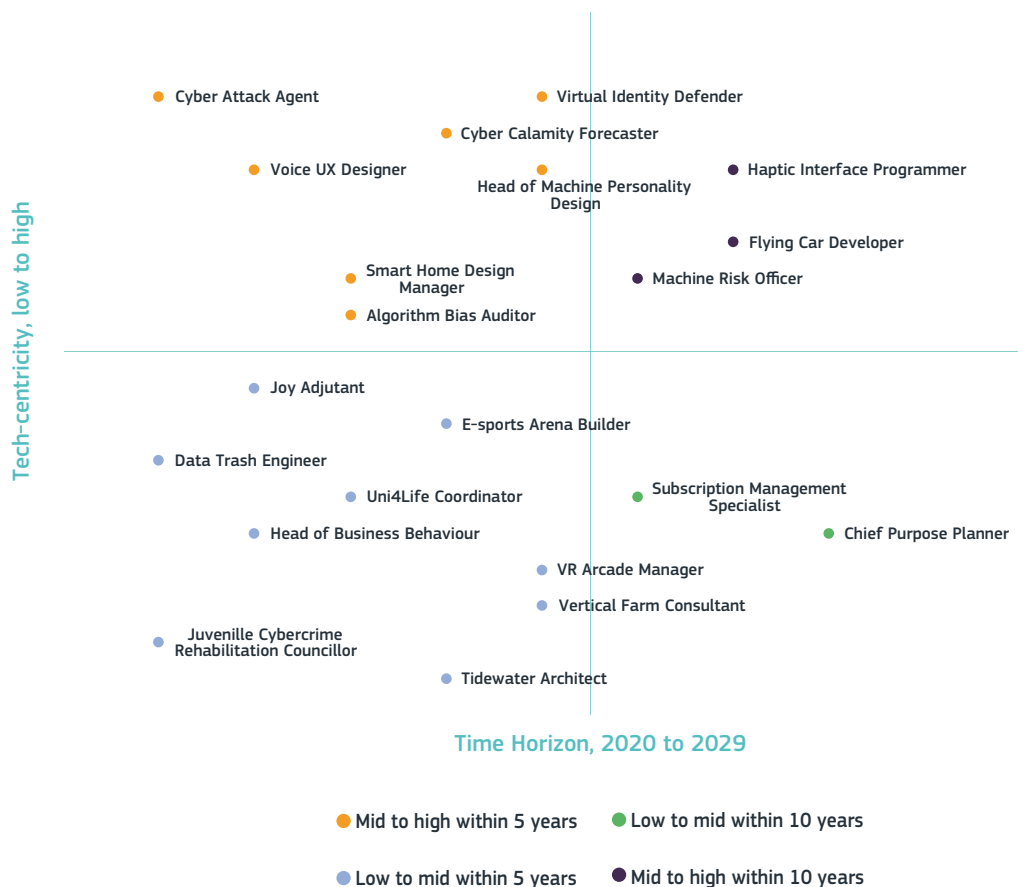 Cyber Attack Agent
Virtual Identity Defender
Cyber Calamity Forecaster
Voice UX Designer
Haptic Interface Programmer
Head of Machine Personality
Design
Flying Car Developer
Smart Home Design
Manager
Machine Risk Officer
Algorithm Bias Auditor
Tech-centricity, low to high
Joy Adjutant
E-sports Arena Builder
Data Trash Engineer
Uni4Life Coordinator
Subscription Management
Specialist
Head of Business Behaviour
Chief Purpose Planner
VR Arcade Manager
Vertical Farm Consultant
Juvenille Cybercrime
Rehabilitation Councillor
Tidewater Architect
Time Horizon, 2020 to 2029
Mid to high within 5 years
Low to mid within 10 years
Low to mid within 5 years
Mid to high within 10 years